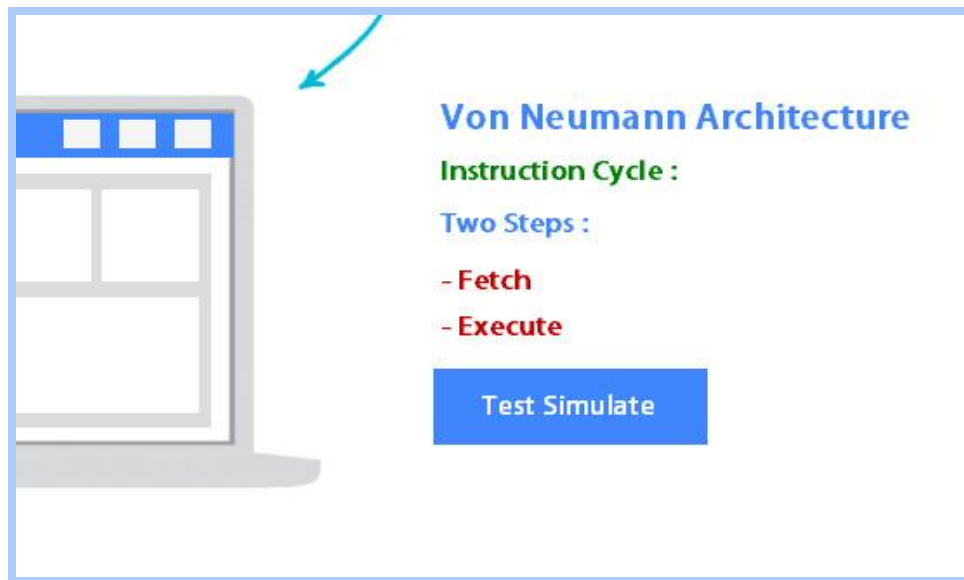 Von Neumann Architecture
Instruction Cycle :
Two Steps :
- Fetch
- Execute
Test Simulate